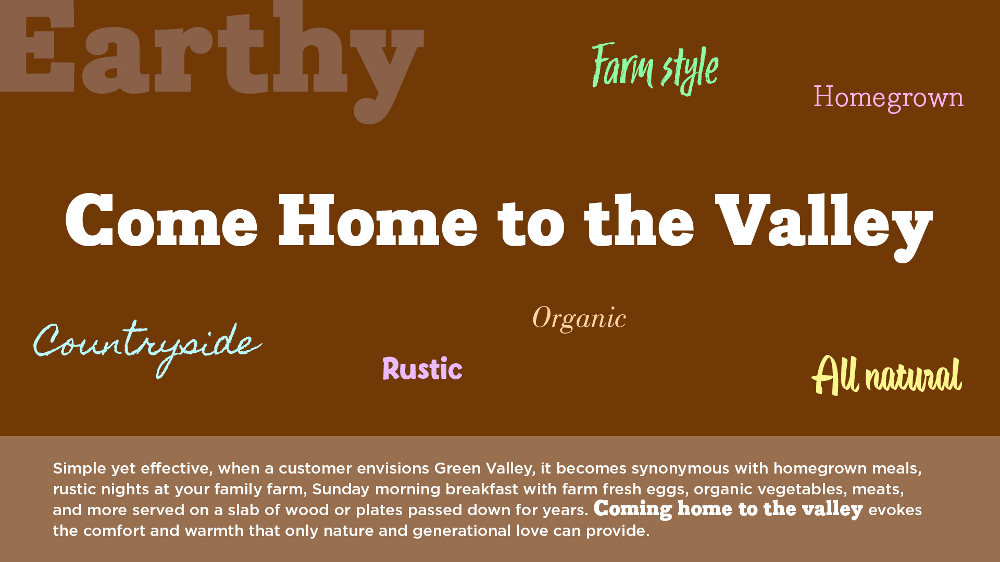 Earthy
Farm style
Homegrown
Come Home to the Valley
Organic
Countryside
Rustic
All natural
Simple yet effective, when a customer envisions Green Valley, it becomes synonymous with homegrown meals,
rustic nights at your family farm, Sunday morning breakfast with farm fresh eggs, organic vegetables, meats,
and more served on a slab of wood or plates passed down for years. Coming home to the valley evokes
the comfort and warmth that only nature and generational love can provide.